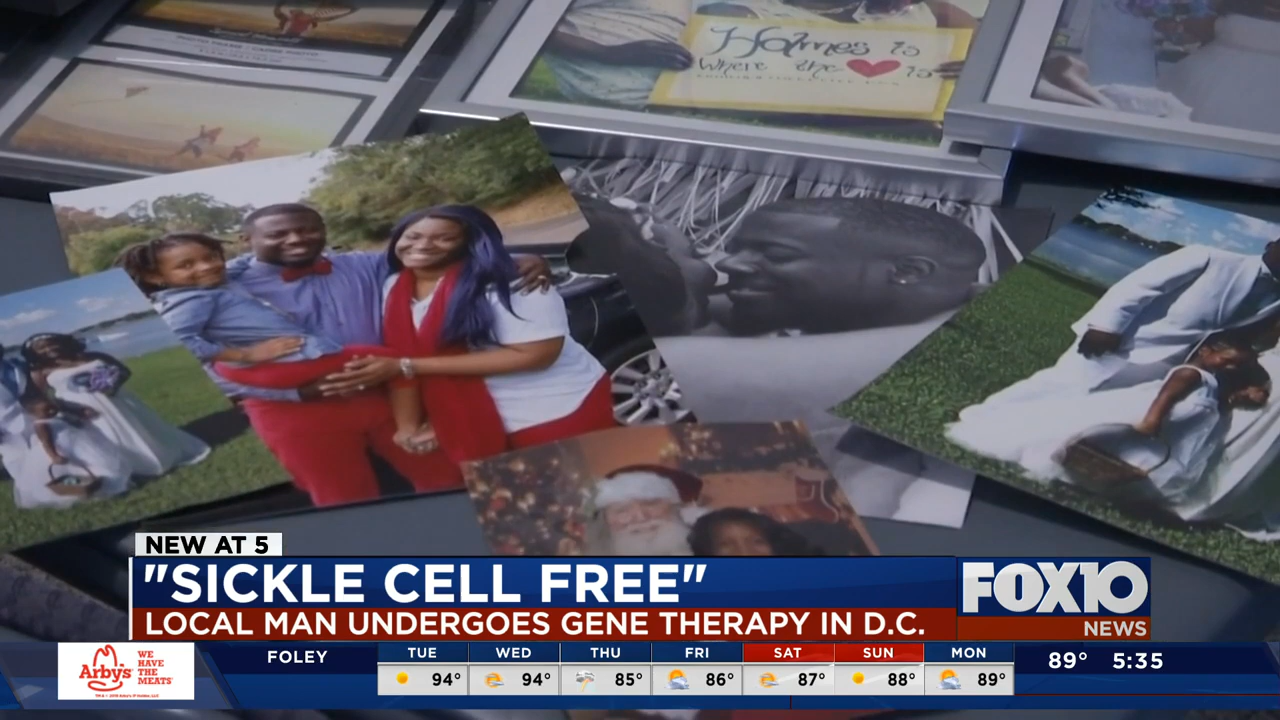 Holmes is
where the is
NEW AT 5
"SICKLE CELL FREE"
LOCAL MAN UNDERGOES GENE THERAPY IN D.C.
FOX10
NEWS
Arby's
WE
HAVE
THE
MEATS
FOLEY
TUE WED THU FRI SAT SUN MON
94° 94° 85° 86° 87° 88° 89°
89° 5:35